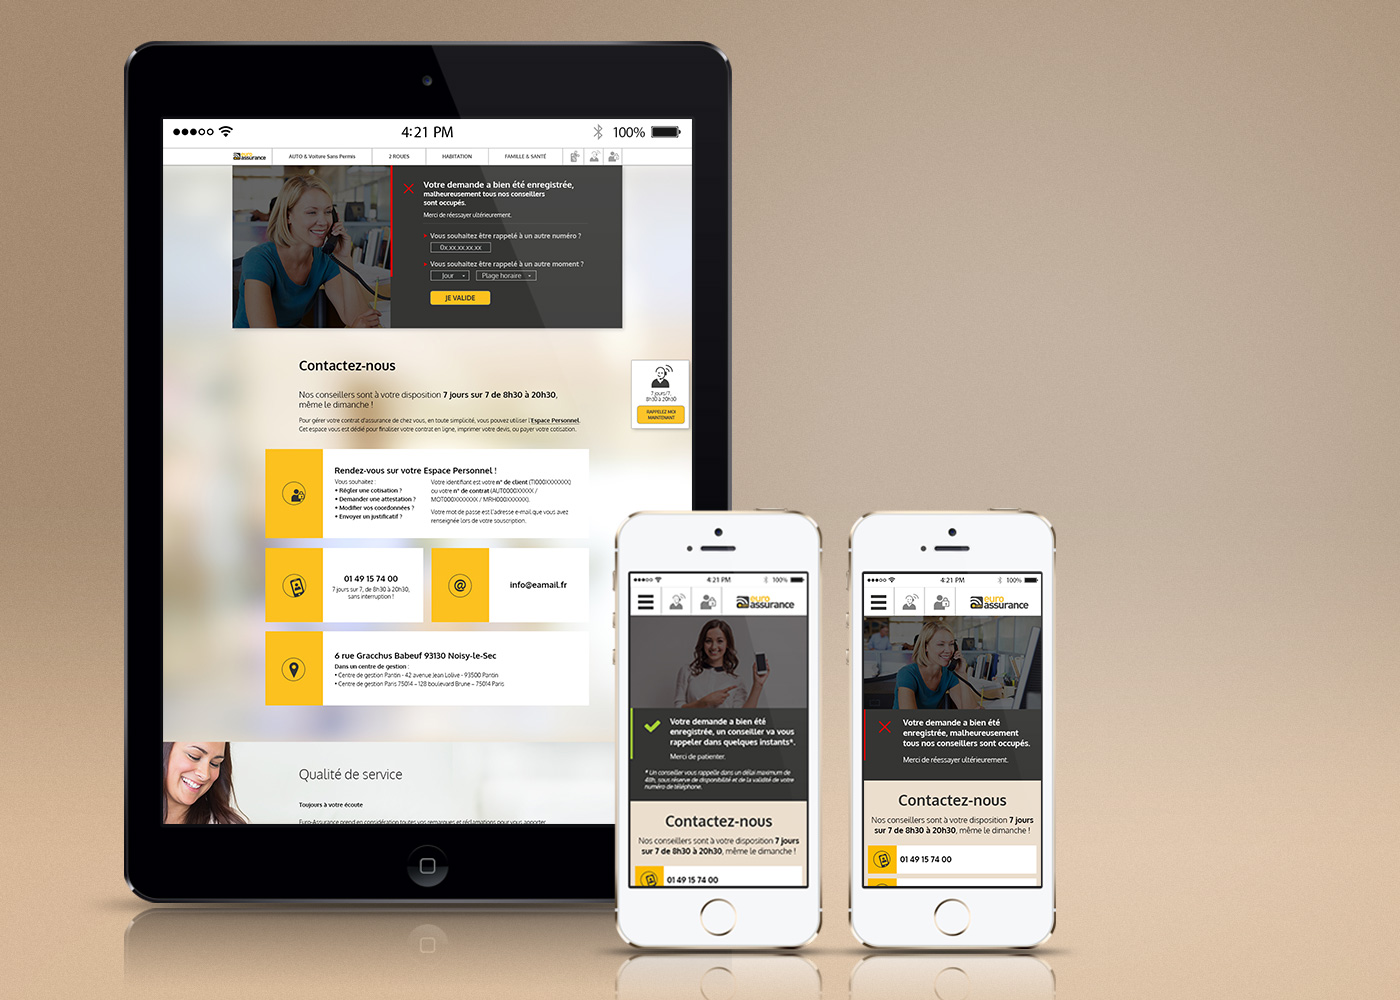 4:21 PM
100%
euro
assurance
AUTO & Voiture Sans Permis
2 ROUES
HABITATION
FAMILLE & SANTÉ
Votre demande a bien été enregistrée,
malheureusement tous nos conseillers
sont occupés.
Merci de réessayer ultérieurement.
Vous souhaitez être rappelé à un autre numéro ?
0x.xx.xx.xx.xx
Vous souhaitez être rappelé à un autre moment ?
Jour
Plage horaire
JE VALIDE
Contactez-nous
Nos conseillers sont à votre disposition 7 jours sur 7 de 8h30 à 20h30,
même le dimanche !
Pour gérer votre contrat d'assurance de chez vous, en toute simplicité, vous pouvez utiliser l'Espace Personnel.
Cet espace vous est dédié pour finaliser votre contrat en ligne, imprimer votre devis, ou payer votre cotisation.
7 jours/7,
8h30 à 20h30
RAPPELEZ MOI
MAINTENANT
Rendez-vous sur votre Espace Personnel !
Vous souhaitez :
• Régler une cotisation ?
• Demander une attestation ?
• Modifier vos coordonnées ?
• Envoyer un justificatif ?
Votre identifiant est votre n° de client (TI000XXXXXXX)
ou votre n° de contrat (AUT0000XXXXX /
MOT000XXXXXXX / MRH000XXXXXX).
Votre mot de passe est l'adresse e-mail que vous avez
renseignée lors de votre souscription.
01 49 15 74 00
7 jours sur 7, de 8h30 à 20h30,
sans interruption !
@
info@eamail.fr
6 rue Gracchus Babeuf 93130 Noisy-le-Sec
Dans un centre de gestion :
• Centre de gestion Pantin - 42 avenue Jean Lolive - 93500 Pantin
• Centre de gestion Paris 75014 – 128 boulevard Brune – 75014 Paris
Qualité de service
Toujours à votre écoute
Euro-Assurance prend en considération toutes vos remarques et réclamations pour vous apporter
4:21 PM
100%
euro
assurance
Votre demande a bien été
enregistrée, un conseiller va vous
rappeler dans quelques instants*.
Merci de patienter.
* Un conseiller vous rappelle dans un délai maximum de
48h, sous réserve de disponibilité et de la validité de votre
numéro de téléphone.
Contactez-nous
Nos conseillers sont à votre disposition 7 jours
sur 7 de 8h30 à 20h30, même le dimanche !
01 49 15 74 00
4:21 PM
100%
euro
assurance
Votre demande a bien été
enregistrée, malheureusement
tous nos conseillers sont occupés.
Merci de réessayer ultérieurement.
Contactez-nous
Nos conseillers sont à votre disposition 7 jours
sur 7 de 8h30 à 20h30, même le dimanche !
01 49 15 74 00